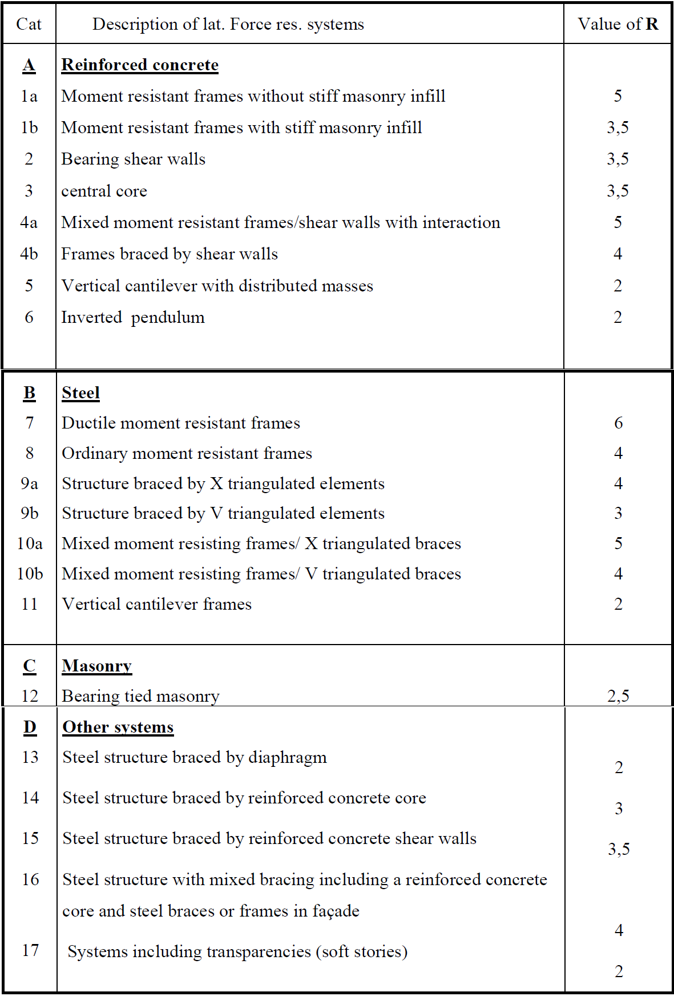 Cat Description of lat. Force res. systems Value of R
A Reinforced concrete
1a Moment resistant frames without stiff masonry infill 5
1b Moment resistant frames with stiff masonry infill 3,5
2 Bearing shear walls 3,5
3 central core 3,5
4a Mixed moment resistant frames/shear walls with interaction 5
4b Frames braced by shear walls 4
5 Vertical cantilever with distributed masses 2
6 Inverted pendulum 2
B Steel
7 Ductile moment resistant frames 6
8 Ordinary moment resistant frames 4
9a Structure braced by X triangulated elements 4
9b Structure braced by V triangulated elements 3
10a Mixed moment resisting frames/ X triangulated braces 5
10b Mixed moment resisting frames/ V triangulated braces 4
11 Vertical cantilever frames 2
C Masonry
12 Bearing tied masonry 2,5
D Other systems
13 Steel structure braced by diaphragm 2
14 Steel structure braced by reinforced concrete core 3
15 Steel structure braced by reinforced concrete shear walls 3,5
16 Steel structure with mixed bracing including a reinforced concrete
core and steel braces or frames in façade 4
17 Systems including transparencies (soft stories) 2